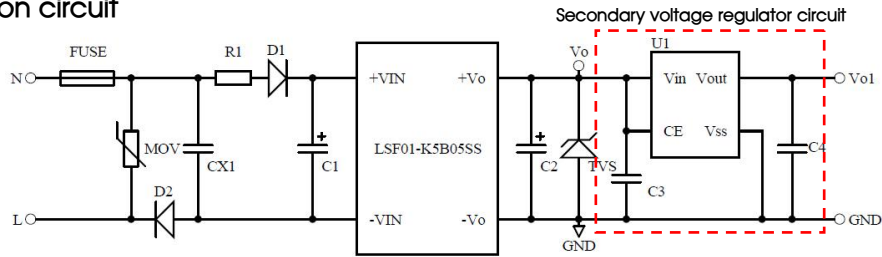 on circuit
Secondary voltage regulator circuit
FUSE
R1
D1
Vo
U1
N
+VIN
+Vo
Vin
Vout
Vo1
MOV
CX1
C1
LSF01-K5B05SS
C2
TVS
CE
Vss
C4
D2
C3
L
-VIN
-Vo
GND
GND